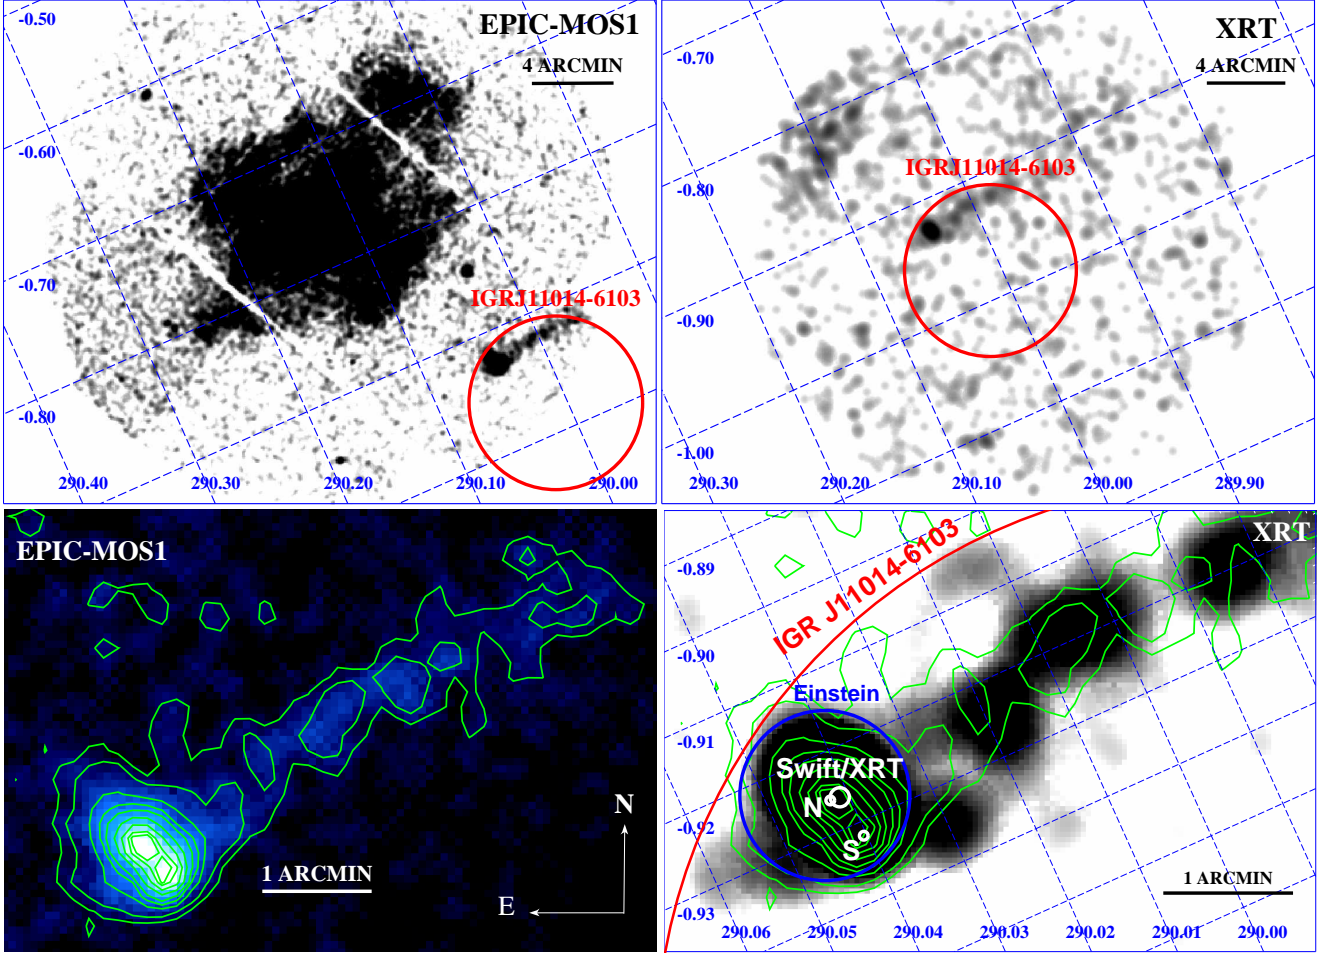 EPIC-MOS1
4 ARCMIN
IGRJ11014-6103
-0.50
-0.60
-0.70
-0.80
290.40
290.30
290.20
290.10
290.00
XRT
4 ARCMIN
IGRJ11014-6103
-0.70
-0.80
-0.90
-1.00
290.30
290.20
290.10
290.00
289.90
EPIC-MOS1
1 ARCMIN
N
E
XRT
IGR J11014-6103
Einstein
Swift/XRT
N
S
1 ARCMIN
-0.89
-0.90
-0.91
-0.92
-0.93
290.06
290.05
290.04
290.03
290.02
290.01
290.00